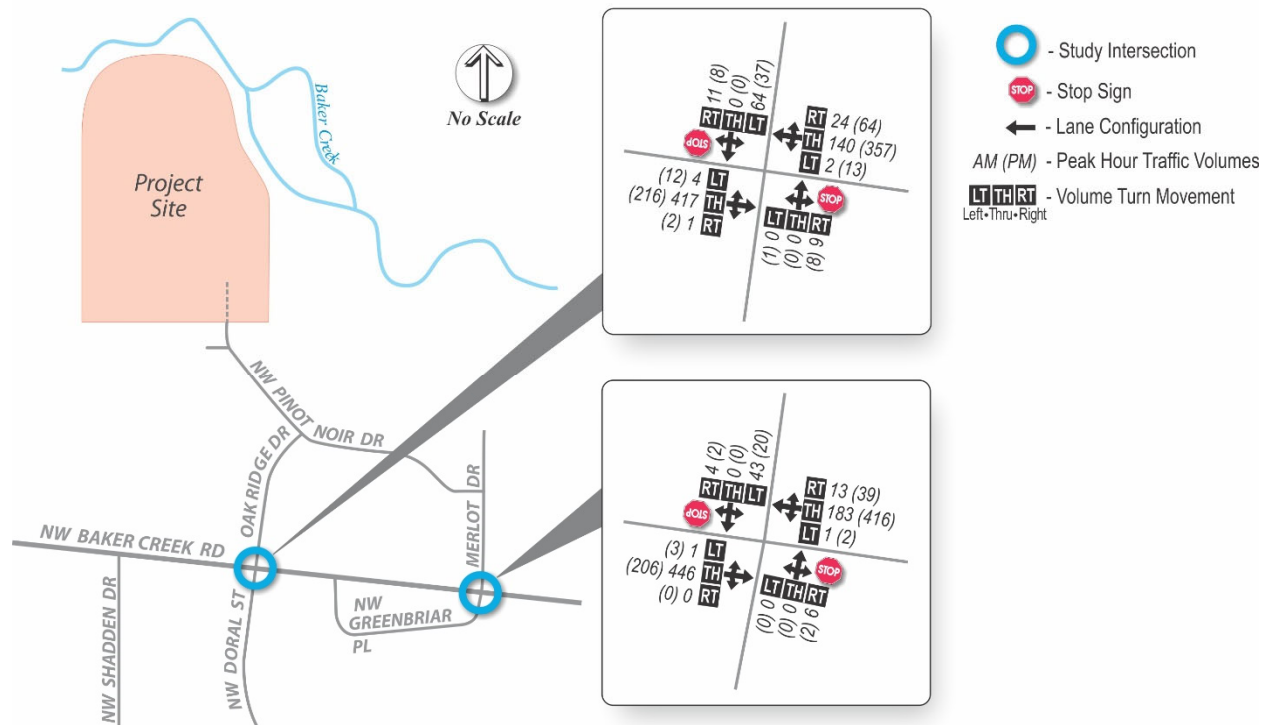 Baker Creek
No Scale
Project
Site
NW PINOT
NOIR DR
OAK RIDGE DR
MERLOT DR
NW BAKER CREEK RD
NW SHADDEN DR
NW DORAL ST
NW
GREENBRIAR
PL
11 (8)
0 (0)
64 (37)
RT TH LT
STOP
RT 24 (64)
TH 140 (357)
LT 2 (13)
(12) 4 LT
(216) 417 TH
(2) 1 RT
STOP
LT TH RT
(1) 0
(0) 0
(8) 9
4 (2)
0 (0)
43 (20)
RT TH LT
STOP
RT 13 (39)
TH 183 (416)
LT 1 (2)
(3) 1 LT
(206) 446 TH
(0) 0 RT
STOP
LT TH RT
(0) 0
(0) 0
(2) 6
- Study Intersection
STOP - Stop Sign
- Lane Configuration
AM (PM) - Peak Hour Traffic Volumes
LT TH RT - Volume Turn Movement
Left•Thru•Right